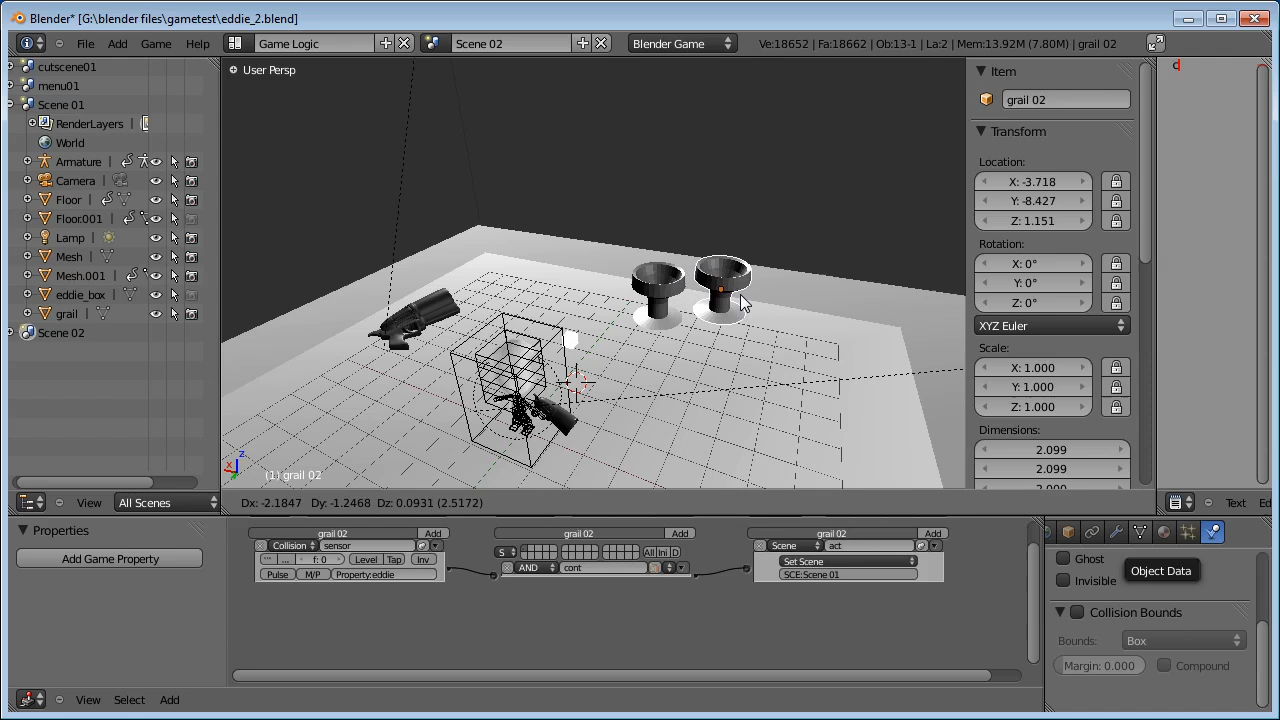 Blender* [G:\blender files\gametest\eddie_2.blend]
File Add Game Help Game Logic Scene 02 Blender Game Ve:18652 | Fa:18662 | Ob:13-1 | La:2 | Mem:13.92M (7.80M) | grail 02
cutscene01
menu01
Scene 01
RenderLayers |
World
Armature |
Camera |
Floor |
Floor.001 |
Lamp |
Mesh |
Mesh.001 |
eddie_box |
grail |
Scene 02
View All Scenes
User Persp
z
x
(1) grail 02
Dx: -2.1847 Dy: -1.2468 Dz: 0.0931 (2.5172)
Item
grail 02
Transform
Location:
X: -3.718
Y: -8.427
Z: 1.151
Rotation:
X: 0°
Y: 0°
Z: 0°
XYZ Euler
Scale:
X: 1.000
Y: 1.000
Z: 1.000
Dimensions:
2.099
2.099
c
Text Ed
Properties
Add Game Property
grail 02 Add
Collision sensor
... ... f: 0 Level Tap Inv
Pulse M/P Property:eddie
grail 02 Add
S All Ini D
AND cont
grail 02 Add
Scene act
Set Scene
SCE:Scene 01
View Select Add
Ghost
Invisible
Object Data
Collision Bounds
Bounds: Box
Margin: 0.000 Compound